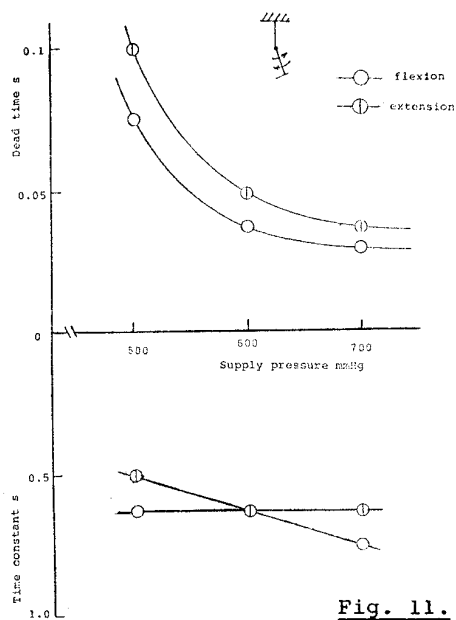 0.1
Dead time s
flexion
extension
0.05
0
500
600
700
Supply pressure mmHg
0.5
Time constant s
1.0
Fig. 11.